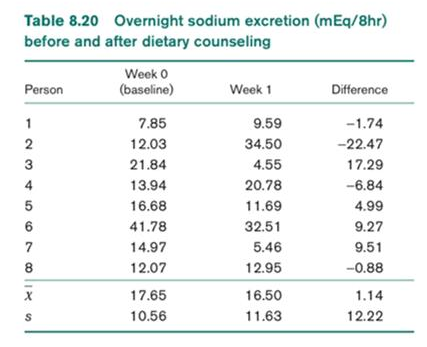 Table 8.20 Overnight sodium excretion (mEq/8hr)
before and after dietary counseling
Person Week 0 (baseline) Week 1 Difference
1 7.85 9.59 −1.74
2 12.03 34.50 −22.47
3 21.84 4.55 17.29
4 13.94 20.78 −6.84
5 16.68 11.69 4.99
6 41.78 32.51 9.27
7 14.97 5.46 9.51
8 12.07 12.95 −0.88
x̄ 17.65 16.50 1.14
s 10.56 11.63 12.22